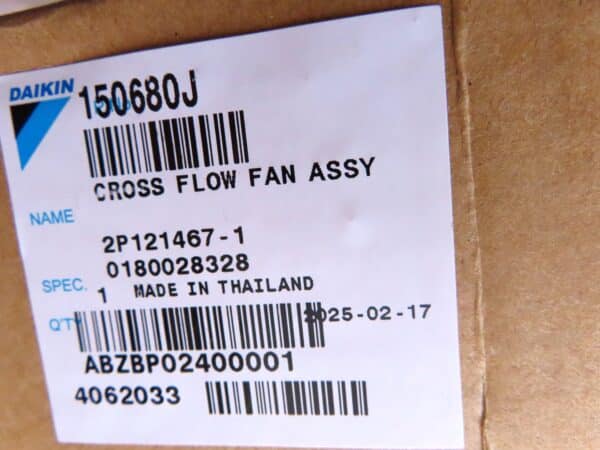 DAIKIN
150680J
CROSS FLOW FAN ASSY
NAME
2P121467-1
0180028328
SPEC.
1 MADE IN THAILAND
Q'TY
2025-02-17
ABZBP02400001
4062033